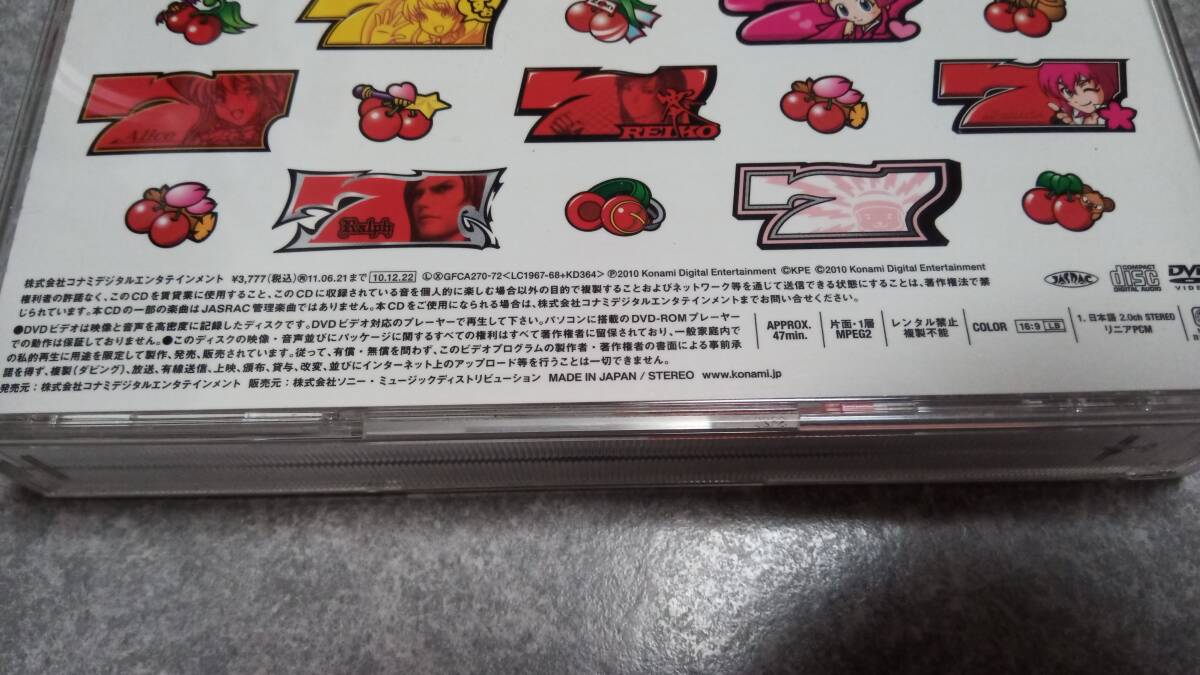 Alice
REIKO
Ralph
株式会社コナミデジタルエンタテインメント ¥3,777(税込)㊢11.06.21まで 10.12.22 ⓁⓍGFCA270-72<LC1967-68+KD364> ℗2010 Konami Digital Entertainment ©KPE ©2010 Konami Digital Entertainment
権利者の許諾なく、このCDを賃貸業に使用すること、このCDに収録されている音を個人的に楽しむ場合以外の目的で複製すること およびネットワーク等を通じて送信できる状態にすることは、著作権法で禁
じられています。本CDの一部の楽曲はJASRAC管理楽曲ではありません。本CDをご使用になられる場合は、株式会社コナミデジタルエンタテインメントまでお問い合せください。
JASRAC
COMPACT
disc
DIGITAL AUDIO
DVD
VIDEO
●DVDビデオは映像と音声を高密度に記録したディスクです。DVDビデオ対応のプレーヤーで再生して下さい。パソコンに搭載のDVD-ROMプレーヤー
での動作は保証しておりません。●このディスクの映像・音声並びにパッケージに関するすべての権利はすべて著作権者に留保されており、一般家庭内で
の私的再生に用途を限定して製作、発売、販売されています。従って、有償・無償を問わず、このビデオプログラムの製作者・著作権者の書面による事前承
諾を得ず、複製(ダビング)、放送、有線送信、上映、頒布、貸与、改変、並びにインターネット上のアップロード等を行うことは一切できません。
発売元:株式会社コナミデジタルエンタテインメント 販売元:株式会社ソニー・ミュージックディストリビューション MADE IN JAPAN / STEREO www.konami.jp
APPROX.
47min.
片面・1層
MPEG2
レンタル禁止
複製不能
COLOR
16:9 LB
1. 日本語 2.0ch STEREO
リニアPCM